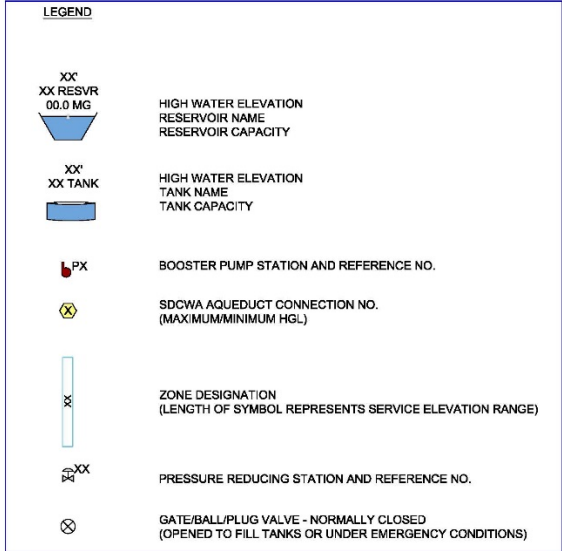 LEGEND
XX'
XX RESVR
00.0 MG
HIGH WATER ELEVATION
RESERVOIR NAME
RESERVOIR CAPACITY
XX'
XX TANK
HIGH WATER ELEVATION
TANK NAME
TANK CAPACITY
PX
BOOSTER PUMP STATION AND REFERENCE NO.
X
SDCWA AQUEDUCT CONNECTION NO.
(MAXIMUM/MINIMUM HGL)
XX
ZONE DESIGNATION
(LENGTH OF SYMBOL REPRESENTS SERVICE ELEVATION RANGE)
XX
PRESSURE REDUCING STATION AND REFERENCE NO.
GATE/BALL/PLUG VALVE - NORMALLY CLOSED
(OPENED TO FILL TANKS OR UNDER EMERGENCY CONDITIONS)